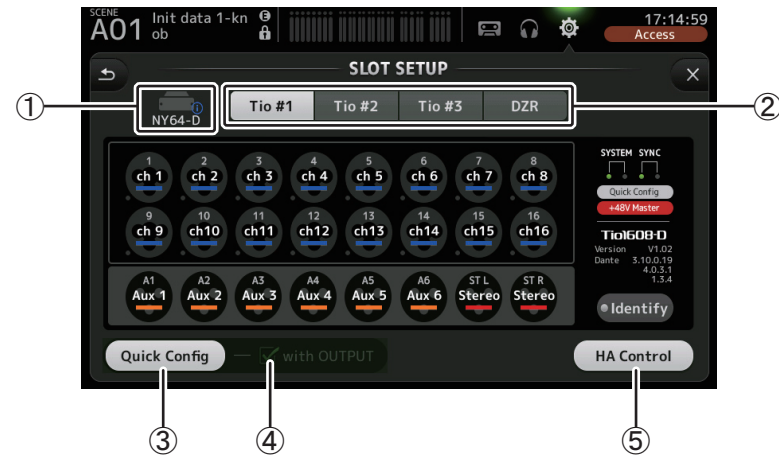 SCENE
A01 Init data 1-kn
ob
E
17:14:59
Access
SLOT SETUP
①
NY64-D
Tio #1 Tio #2 Tio #3 DZR
②
1 2 3 4 5 6 7 8
ch 1 ch 2 ch 3 ch 4 ch 5 ch 6 ch 7 ch 8
9 10 11 12 13 14 15 16
ch 9 ch10 ch11 ch12 ch13 ch14 ch15 ch16
A1 A2 A3 A4 A5 A6 ST L ST R
Aux 1 Aux 2 Aux 3 Aux 4 Aux 5 Aux 6 Stereo Stereo
SYSTEM SYNC
Quick Config
+48V Master
Tio1608-D
Version V1.02
Dante 3.10.0.19
4.0.3.1
1.3.4
Identify
Quick Config with OUTPUT HA Control
③ ④ ⑤